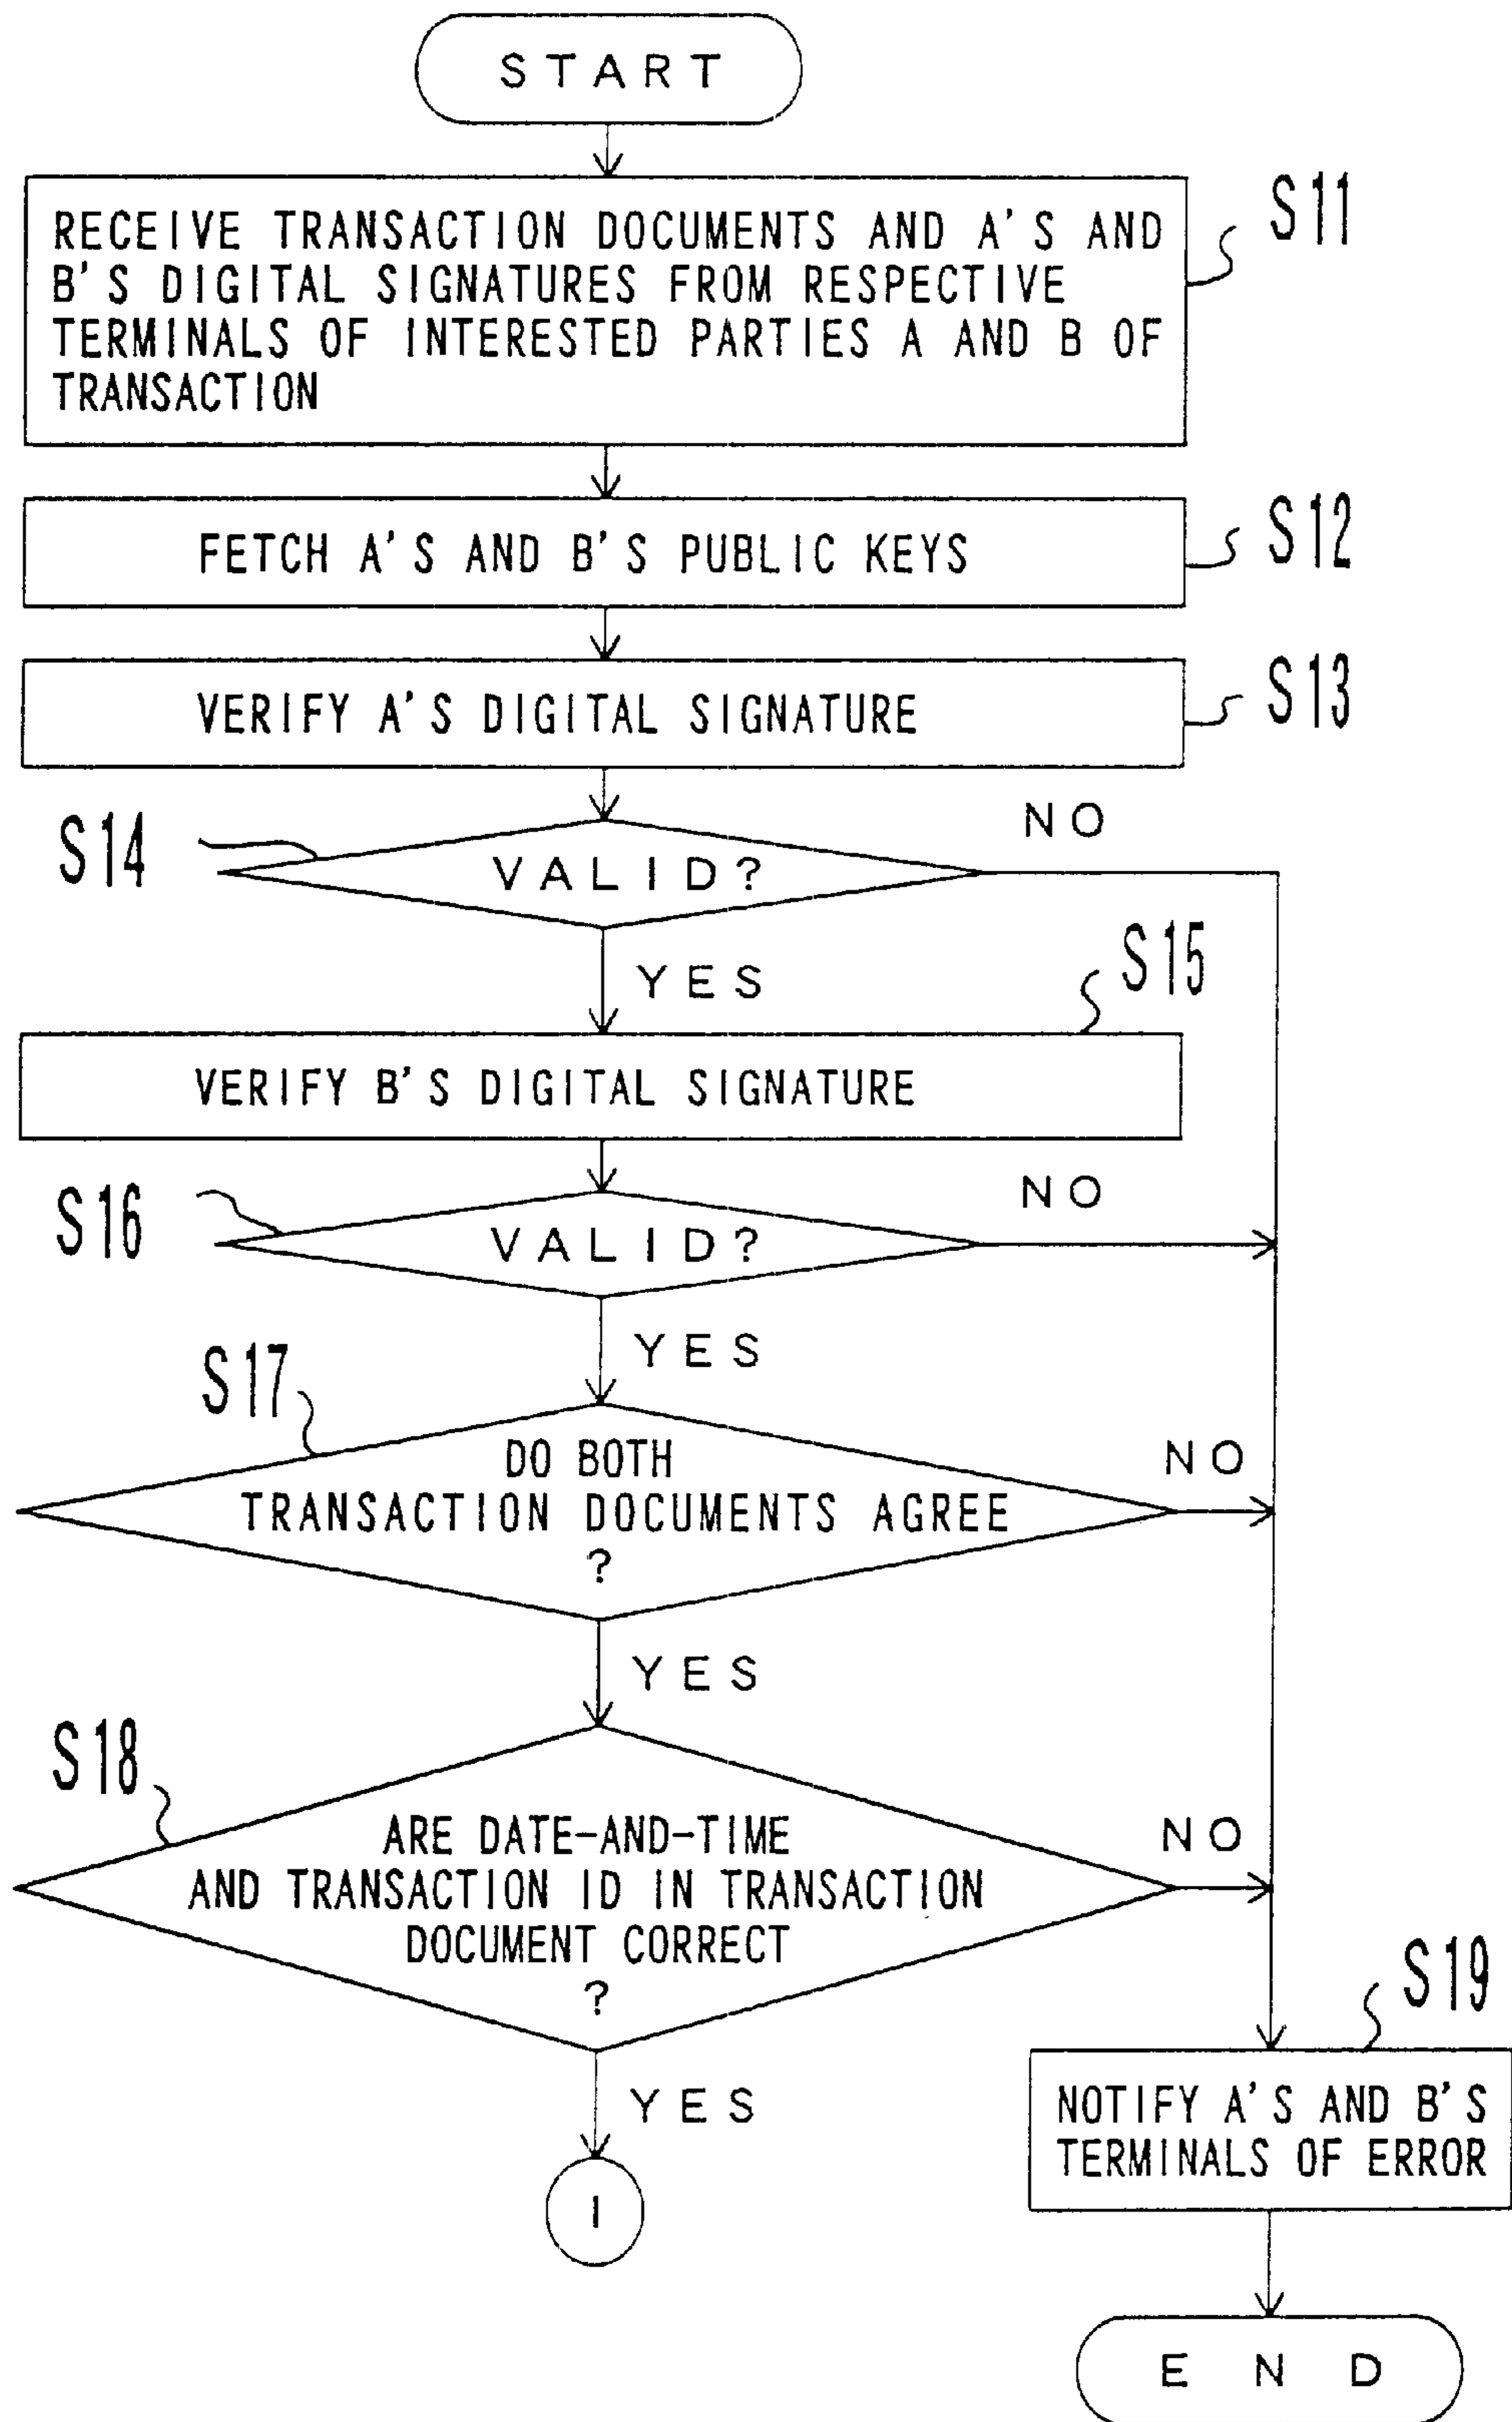 START
RECEIVE TRANSACTION DOCUMENTS AND A'S AND
B'S DIGITAL SIGNATURES FROM RESPECTIVE
TERMINALS OF INTERESTED PARTIES A AND B OF
TRANSACTION
S11
FETCH A'S AND B'S PUBLIC KEYS
S12
VERIFY A'S DIGITAL SIGNATURE
S13
S14
VALID?
NO
YES
S15
VERIFY B'S DIGITAL SIGNATURE
S16
VALID?
NO
YES
S17
DO BOTH
TRANSACTION DOCUMENTS AGREE
?
NO
YES
S18
ARE DATE-AND-TIME
AND TRANSACTION ID IN TRANSACTION
DOCUMENT CORRECT
?
NO
YES
1
S19
NOTIFY A'S AND B'S
TERMINALS OF ERROR
END